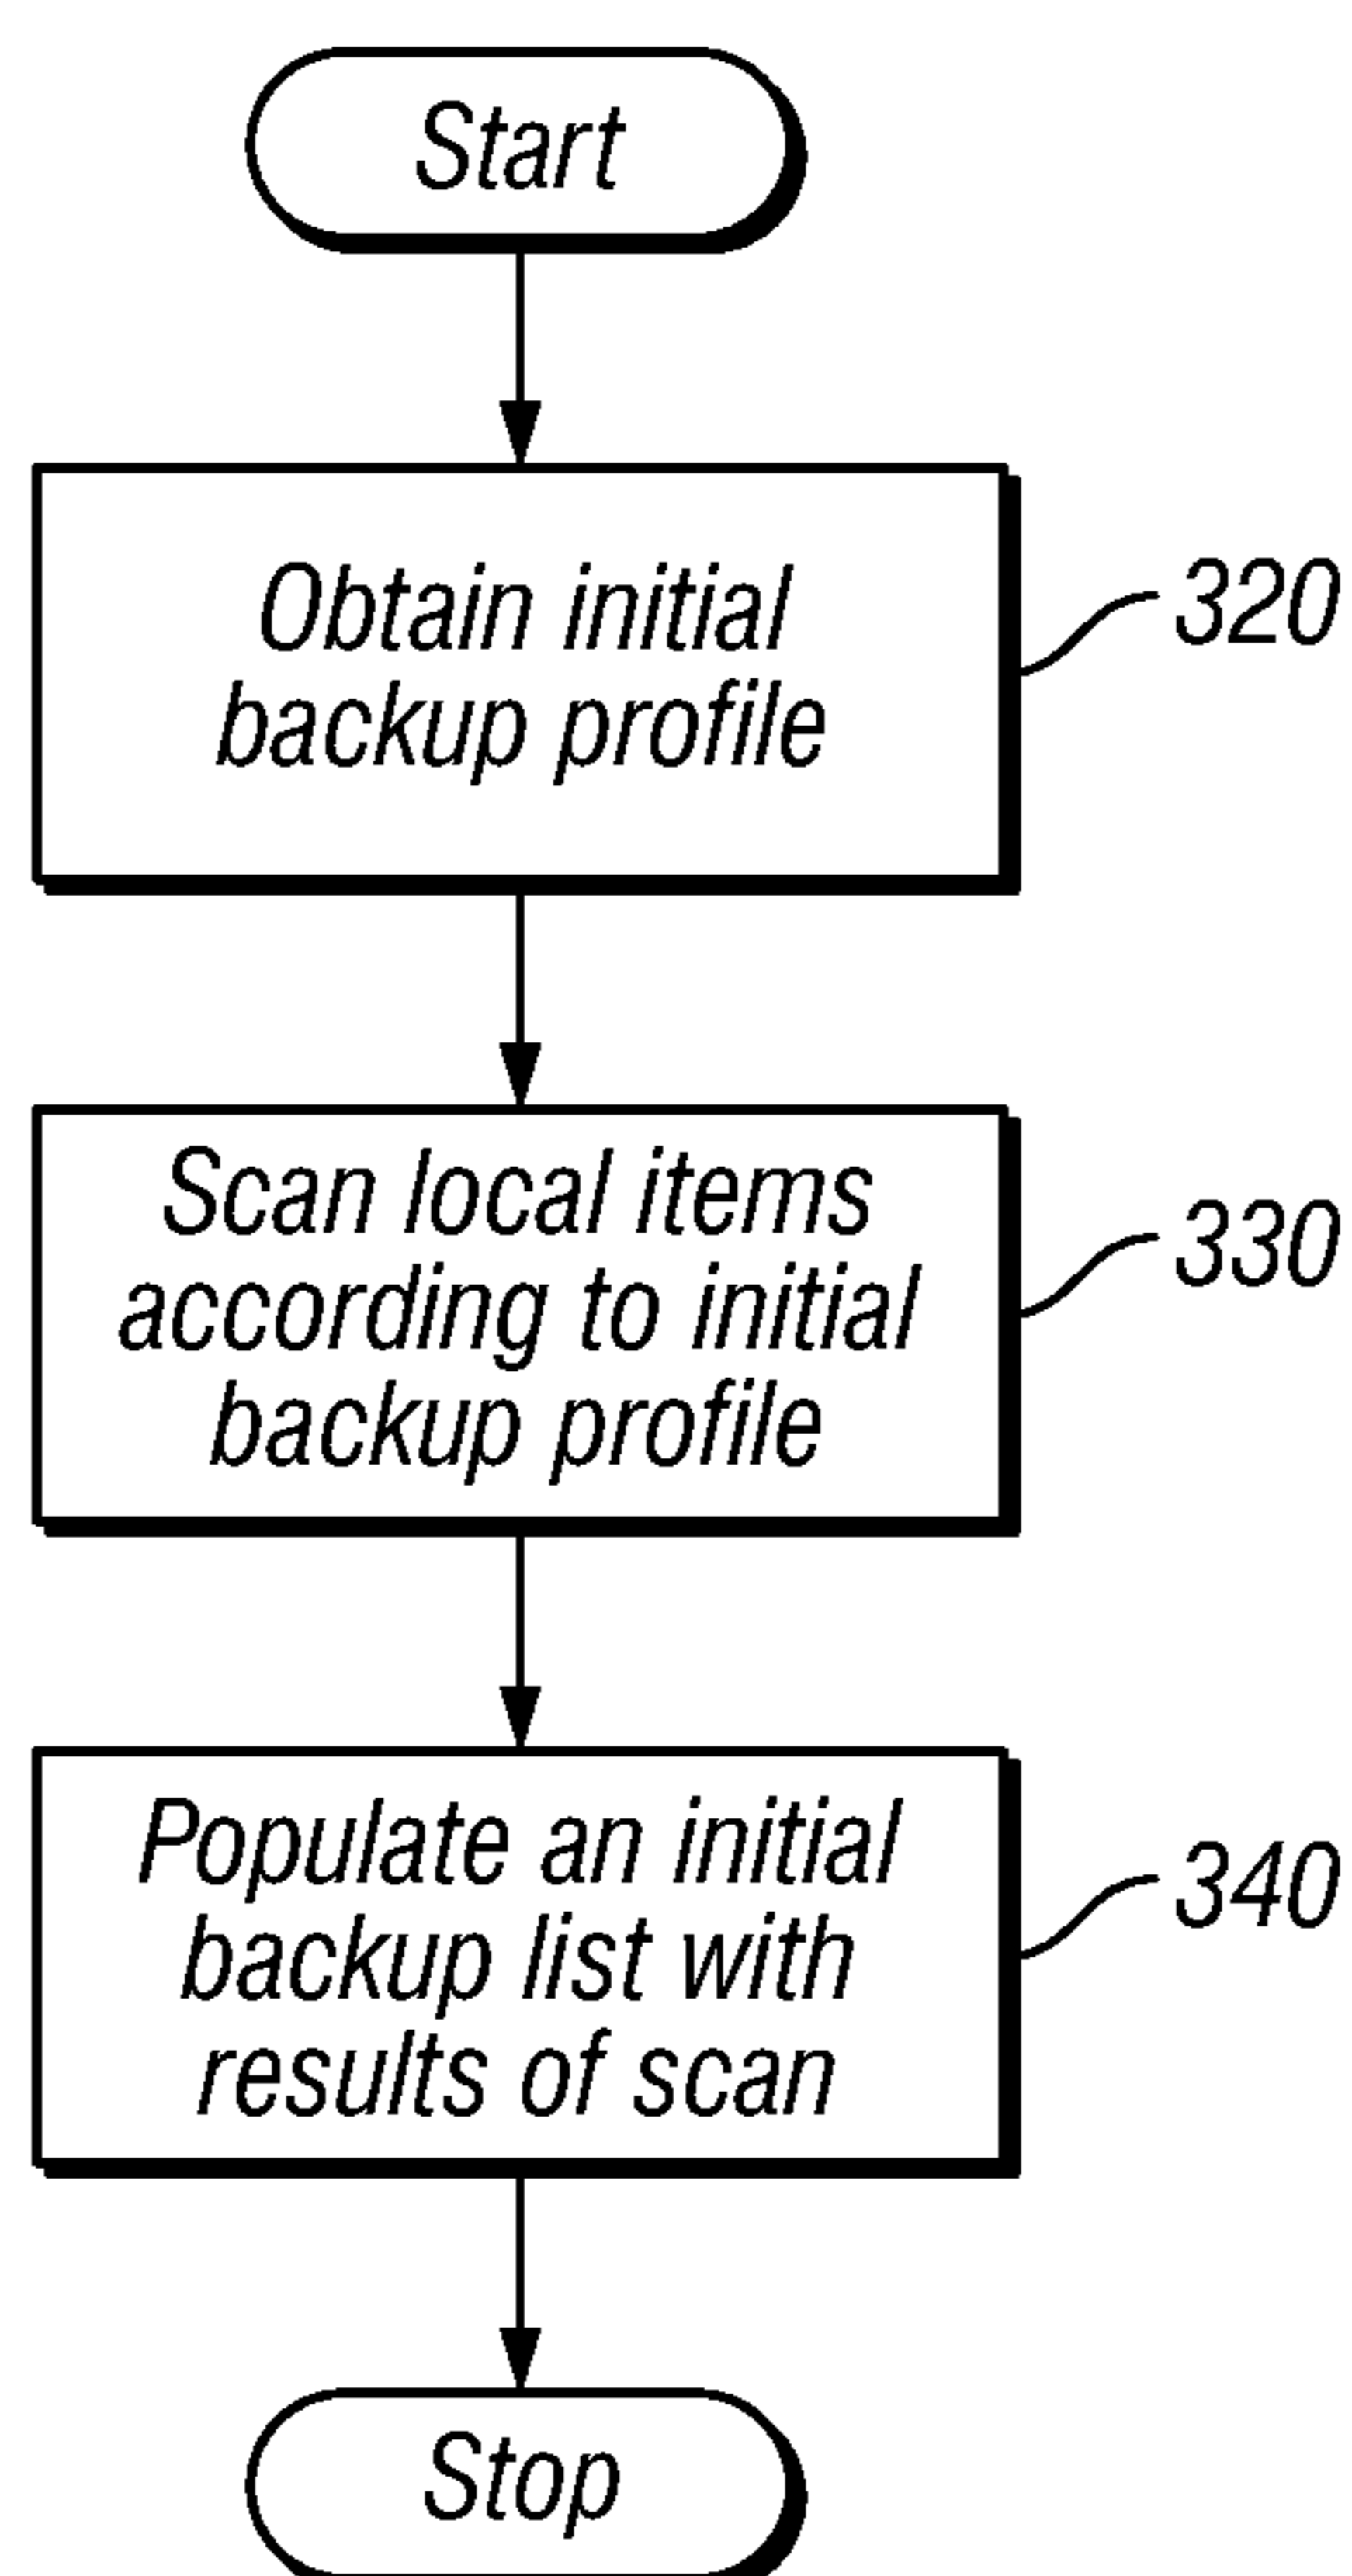 Start
Obtain initial
backup profile
320
Scan local items
according to initial
backup profile
330
Populate an initial
backup list with
results of scan
340
Stop